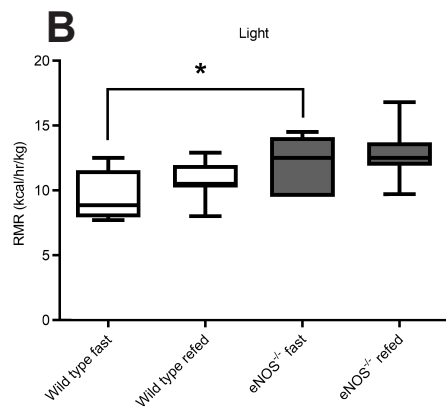 B
Light
*
20
15
10
5
0
RMR (kcal/hr/kg)
Wild type fast
Wild type refed
eNOS⁻/⁻ fast
eNOS⁻/⁻ refed